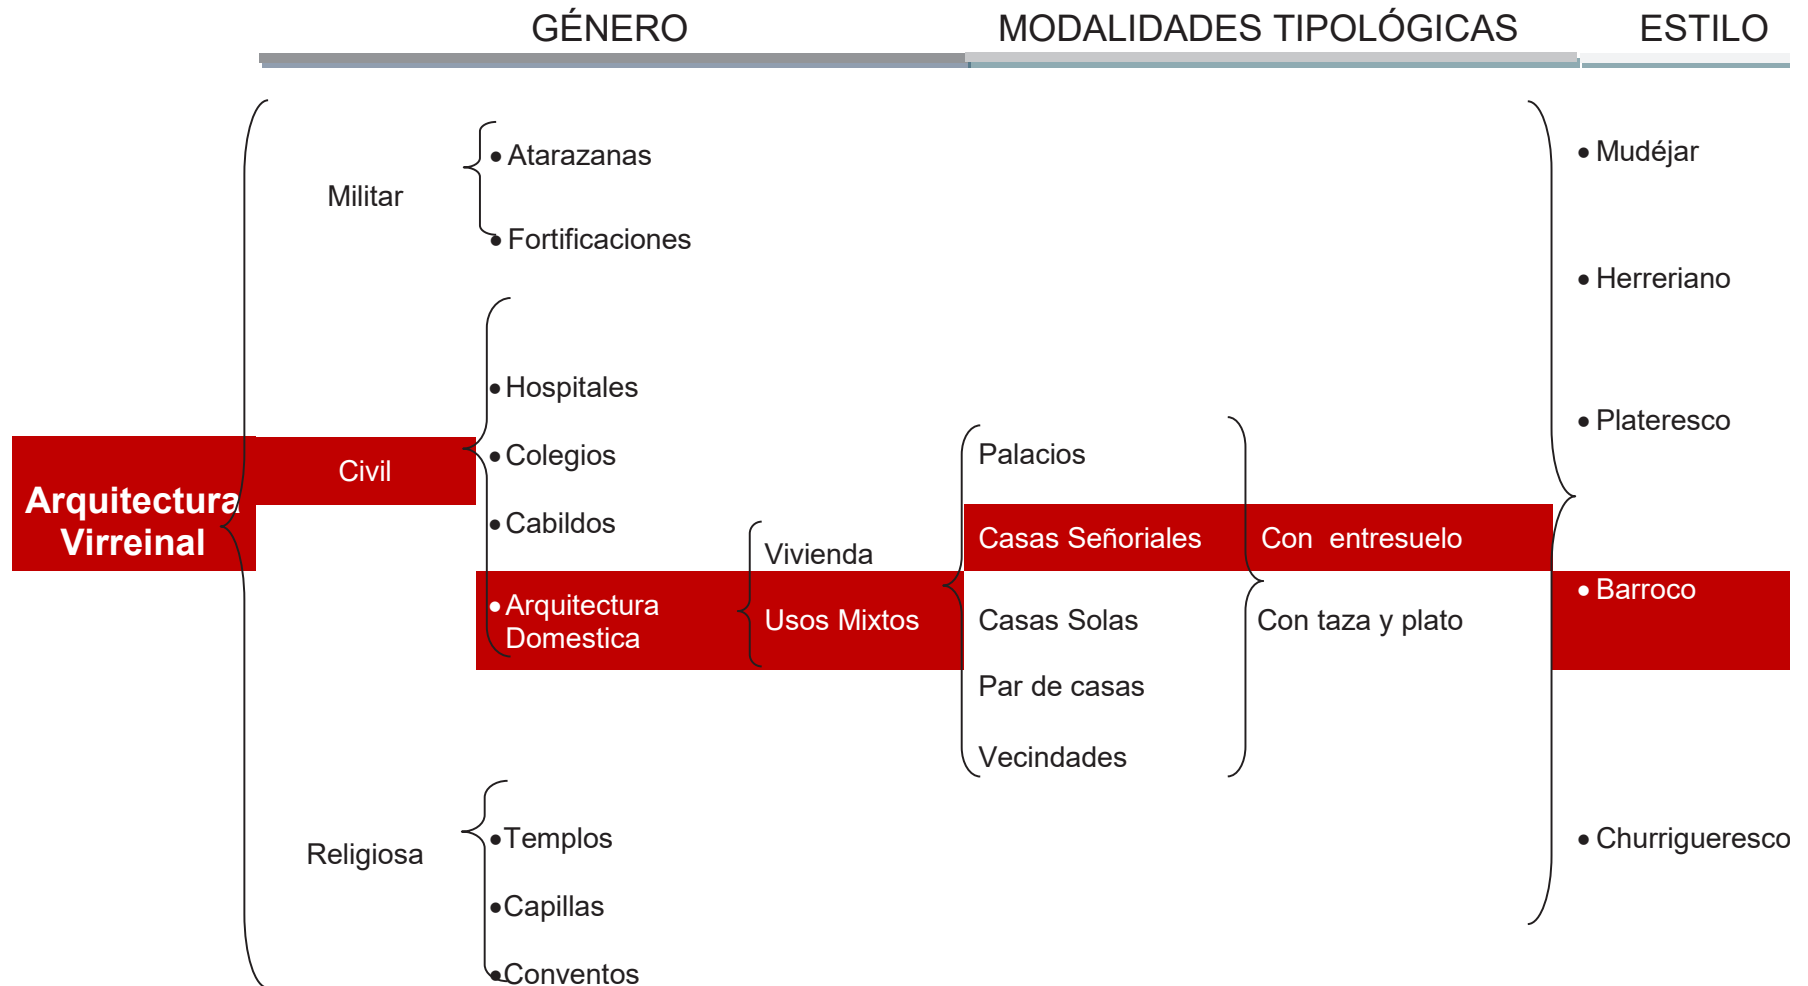 GÉNERO
MODALIDADES TIPOLÓGICAS
ESTILO
Arquitectura
Virreinal
Militar
• Atarazanas
• Fortificaciones
Civil
• Hospitales
• Colegios
• Cabildos
• Arquitectura
Domestica
Vivienda
Usos Mixtos
Palacios
Casas Señoriales
Casas Solas
Par de casas
Vecindades
Con entresuelo
Con taza y plato
Religiosa
• Templos
• Capillas
• Conventos
• Mudéjar
• Herreriano
• Plateresco
• Barroco
• Churrigueresco